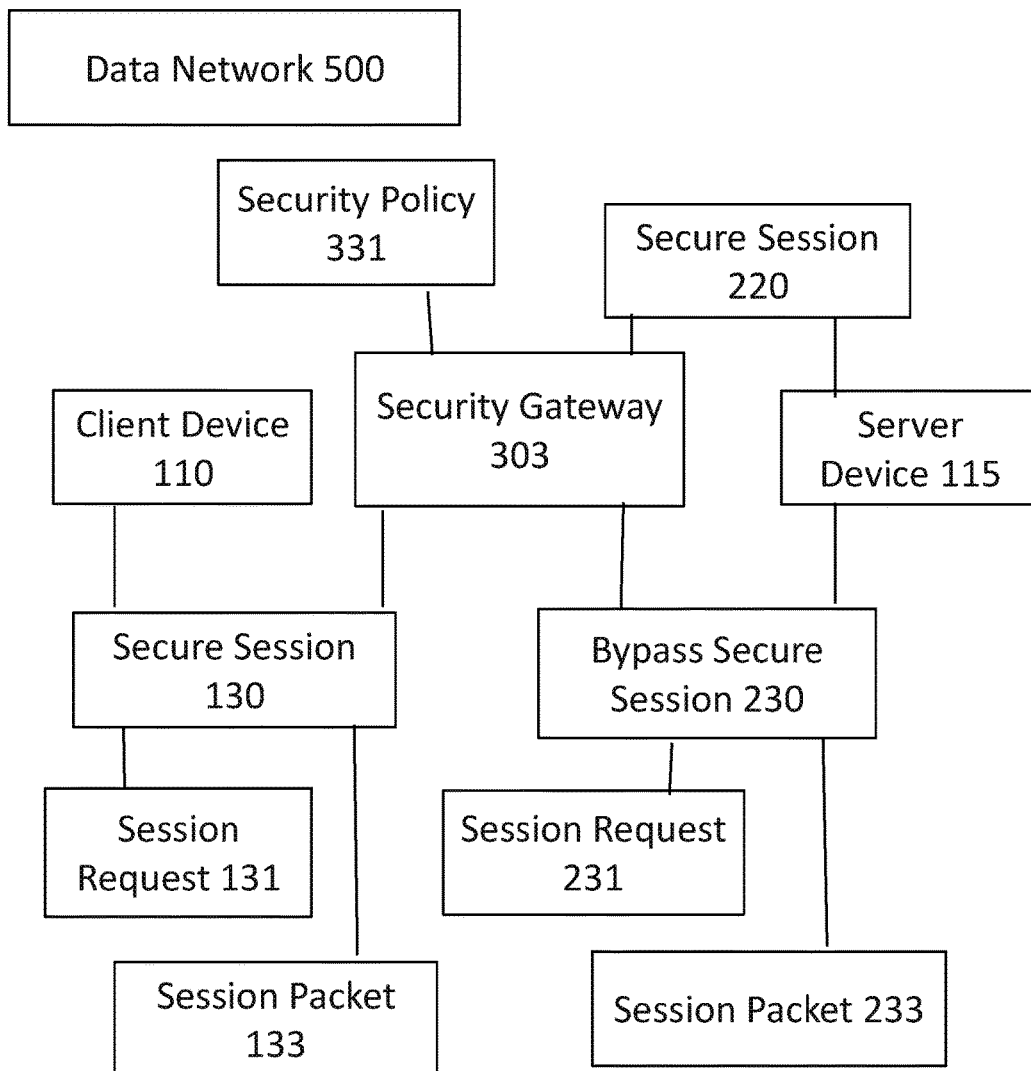 Data Network 500
Security Policy
331
Secure Session
220
Security Gateway
303
Client Device
110
Server
Device 115
Secure Session
130
Bypass Secure
Session 230
Session
Request 131
Session Request
231
Session Packet
133
Session Packet 233